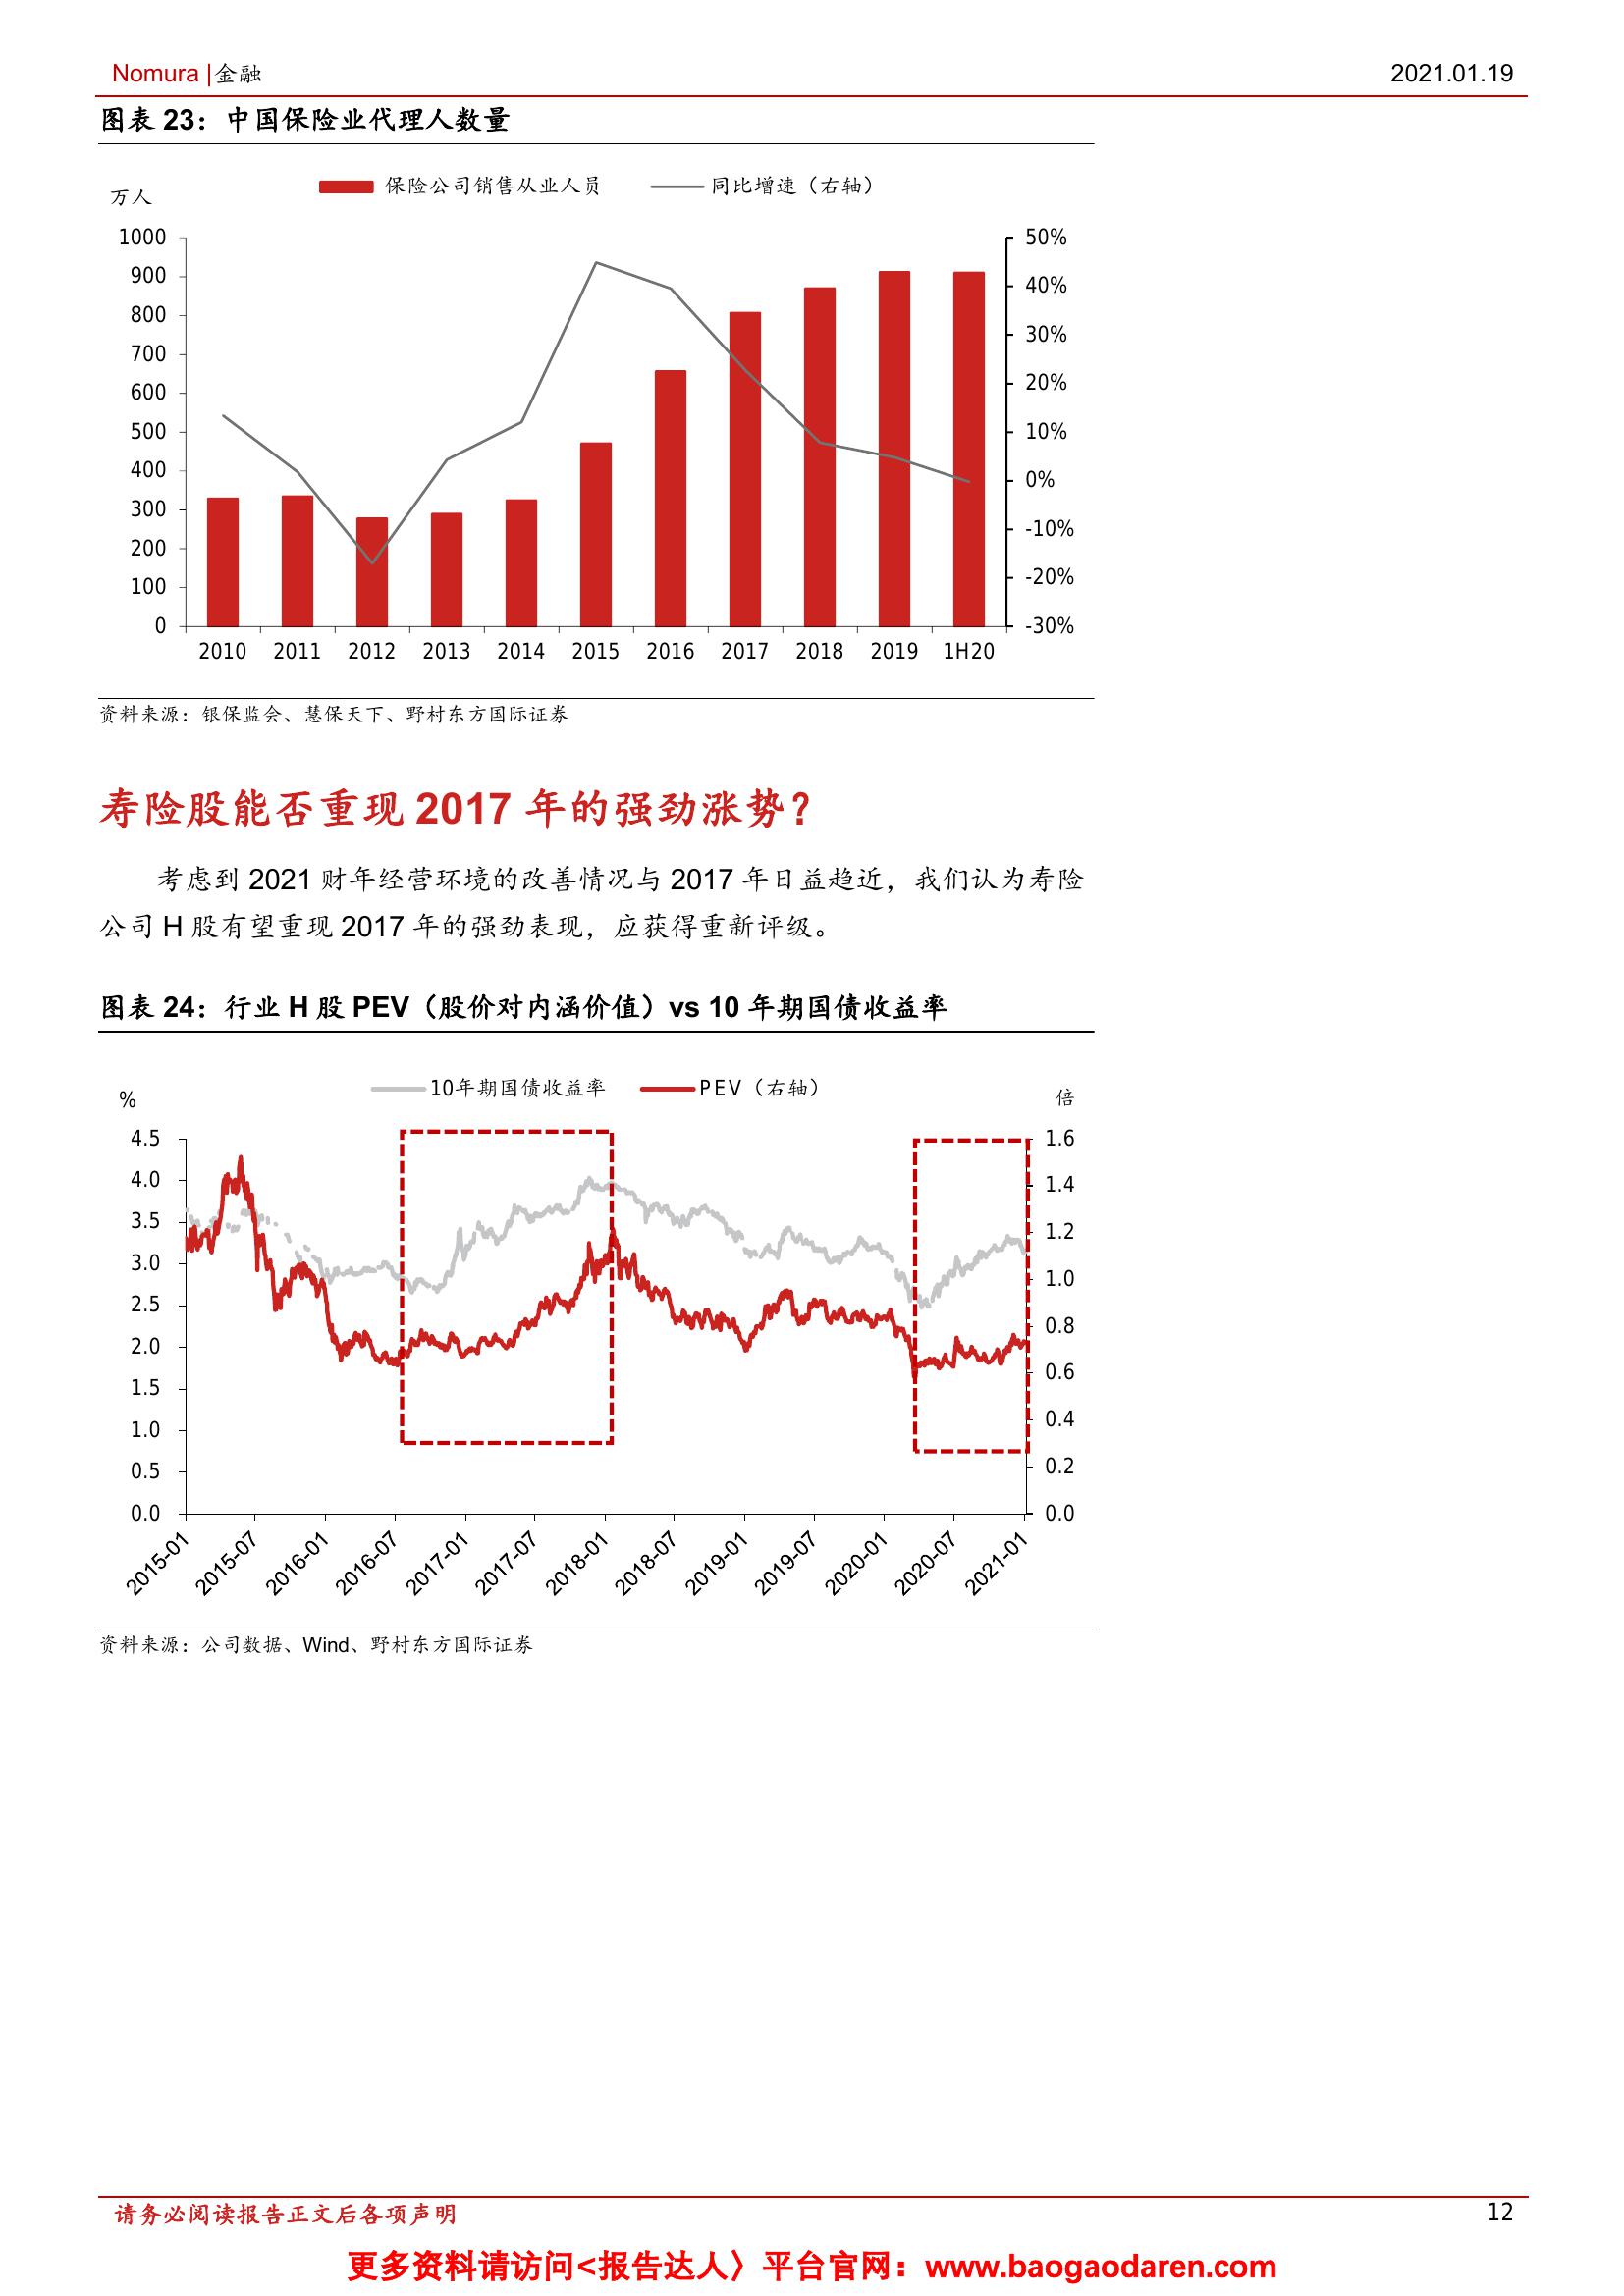 Nomura |金融
2021.01.19
图表 23：中国保险业代理人数量
万人
保险公司销售从业人员
同比增速（右轴）
1000
900
800
700
600
500
400
300
200
100
0
50%
40%
30%
20%
10%
0%
-10%
-20%
-30%
2010 2011 2012 2013 2014 2015 2016 2017 2018 2019 1H20
资料来源：银保监会、慧保天下、野村东方国际证券
寿险股能否重现 2017 年的强劲涨势？
考虑到 2021 财年经营环境的改善情况与 2017 年日益趋近，我们认为寿险
公司 H 股有望重现 2017 年的强劲表现，应获得重新评级。
图表 24：行业 H 股 PEV（股价对内涵价值）vs 10 年期国债收益率
%
10年期国债收益率
PEV（右轴）
倍
4.5
4.0
3.5
3.0
2.5
2.0
1.5
1.0
0.5
0.0
1.6
1.4
1.2
1.0
0.8
0.6
0.4
0.2
0.0
2015-01 2015-07 2016-01 2016-07 2017-01 2017-07 2018-01 2018-07 2019-01 2019-07 2020-01 2020-07 2021-01
资料来源：公司数据、Wind、野村东方国际证券
请务必阅读报告正文后各项声明
12
更多资料请访问<报告达人〉平台官网：www.baogaodaren.com